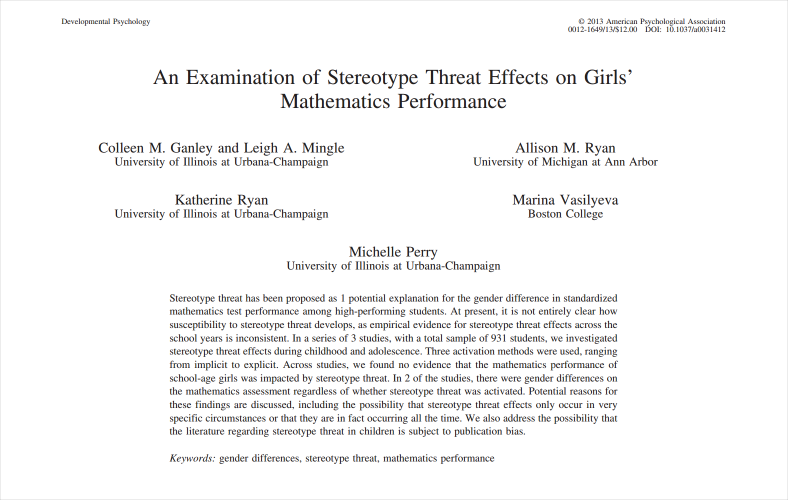 Developmental Psychology
© 2013 American Psychological Association
0012-1649/13/$12.00 DOI: 10.1037/a0031412
An Examination of Stereotype Threat Effects on Girls’
Mathematics Performance
Colleen M. Ganley and Leigh A. Mingle
University of Illinois at Urbana-Champaign
Allison M. Ryan
University of Michigan at Ann Arbor
Katherine Ryan
University of Illinois at Urbana-Champaign
Marina Vasilyeva
Boston College
Michelle Perry
University of Illinois at Urbana-Champaign
Stereotype threat has been proposed as 1 potential explanation for the gender difference in standardized
mathematics test performance among high-performing students. At present, it is not entirely clear how
susceptibility to stereotype threat develops, as empirical evidence for stereotype threat effects across the
school years is inconsistent. In a series of 3 studies, with a total sample of 931 students, we investigated
stereotype threat effects during childhood and adolescence. Three activation methods were used, ranging
from implicit to explicit. Across studies, we found no evidence that the mathematics performance of
school-age girls was impacted by stereotype threat. In 2 of the studies, there were gender differences on
the mathematics assessment regardless of whether stereotype threat was activated. Potential reasons for
these findings are discussed, including the possibility that stereotype threat effects only occur in very
specific circumstances or that they are in fact occurring all the time. We also address the possibility that
the literature regarding stereotype threat in children is subject to publication bias.
Keywords: gender differences, stereotype threat, mathematics performance